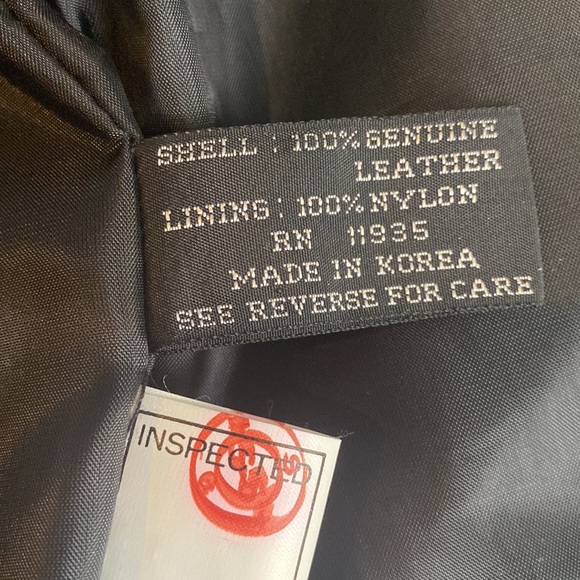 SHELL : 100% GENUINE
LEATHER
LINING : 100% NYLON
RN 11935
MADE IN KOREA
SEE REVERSE FOR CARE
INSPECTED